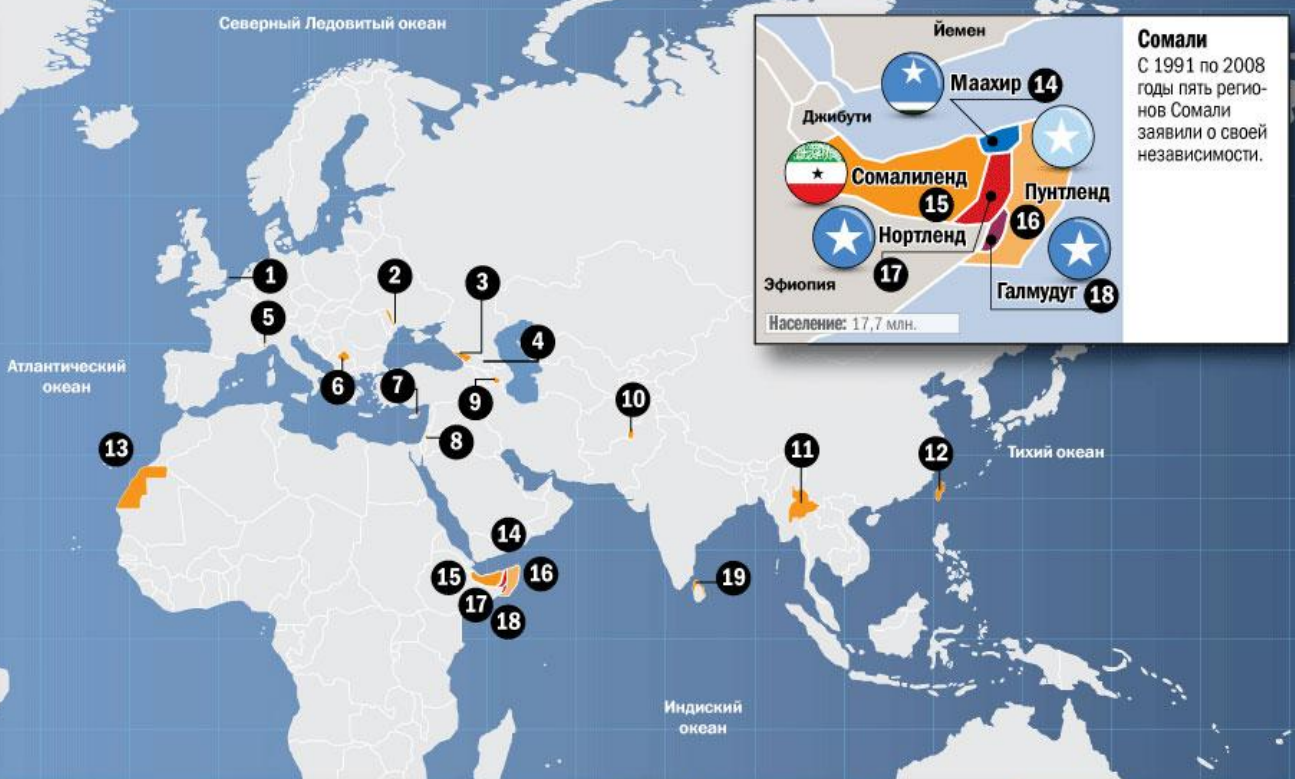 Северный Ледовитый океан
Йемен
Маахир 14
Джибути
Сомалиленд
15
Пунтленд
16
Нортленд
17
Эфиопия
Галмудуг 18
Население: 17,7 млн.
Сомали
С 1991 по 2008
годы пять регио-
нов Сомали
заявили о своей
независимости.
1
2
3
5
4
Атлантический
океан
6
7
9
10
8
13
11
12
Тихий океан
14
15
16
17
18
19
Индиский
океан